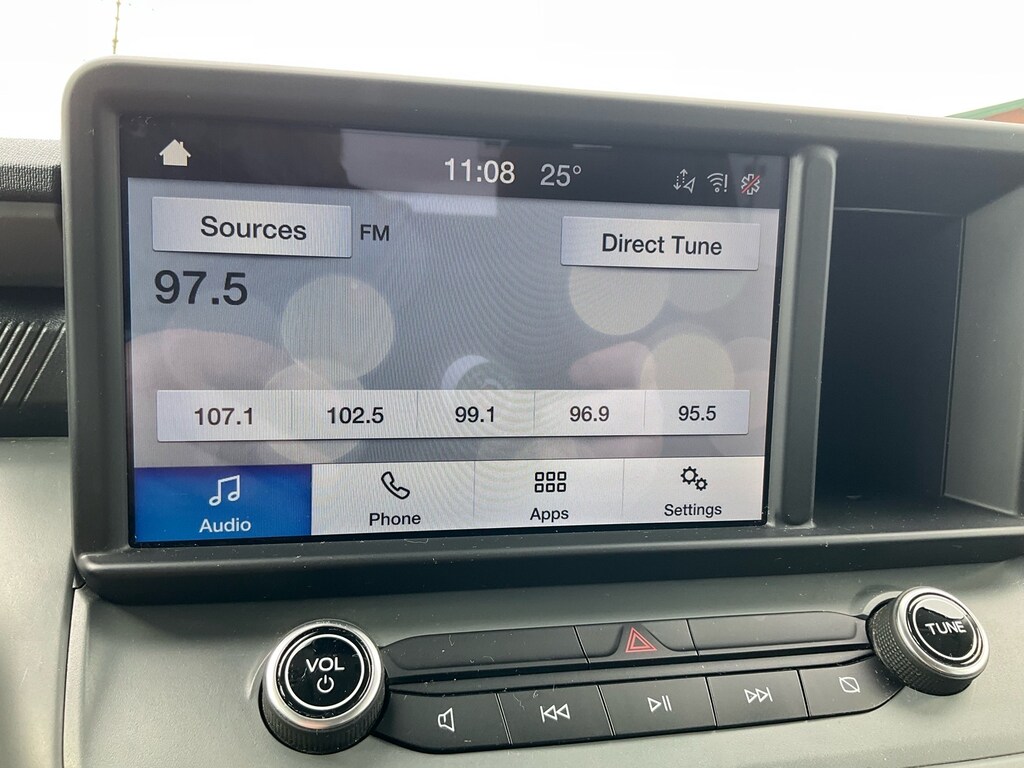 11:08 25°
Sources FM Direct Tune
97.5
107.1 102.5 99.1 96.9 95.5
Audio Phone Apps Settings
VOL TUNE